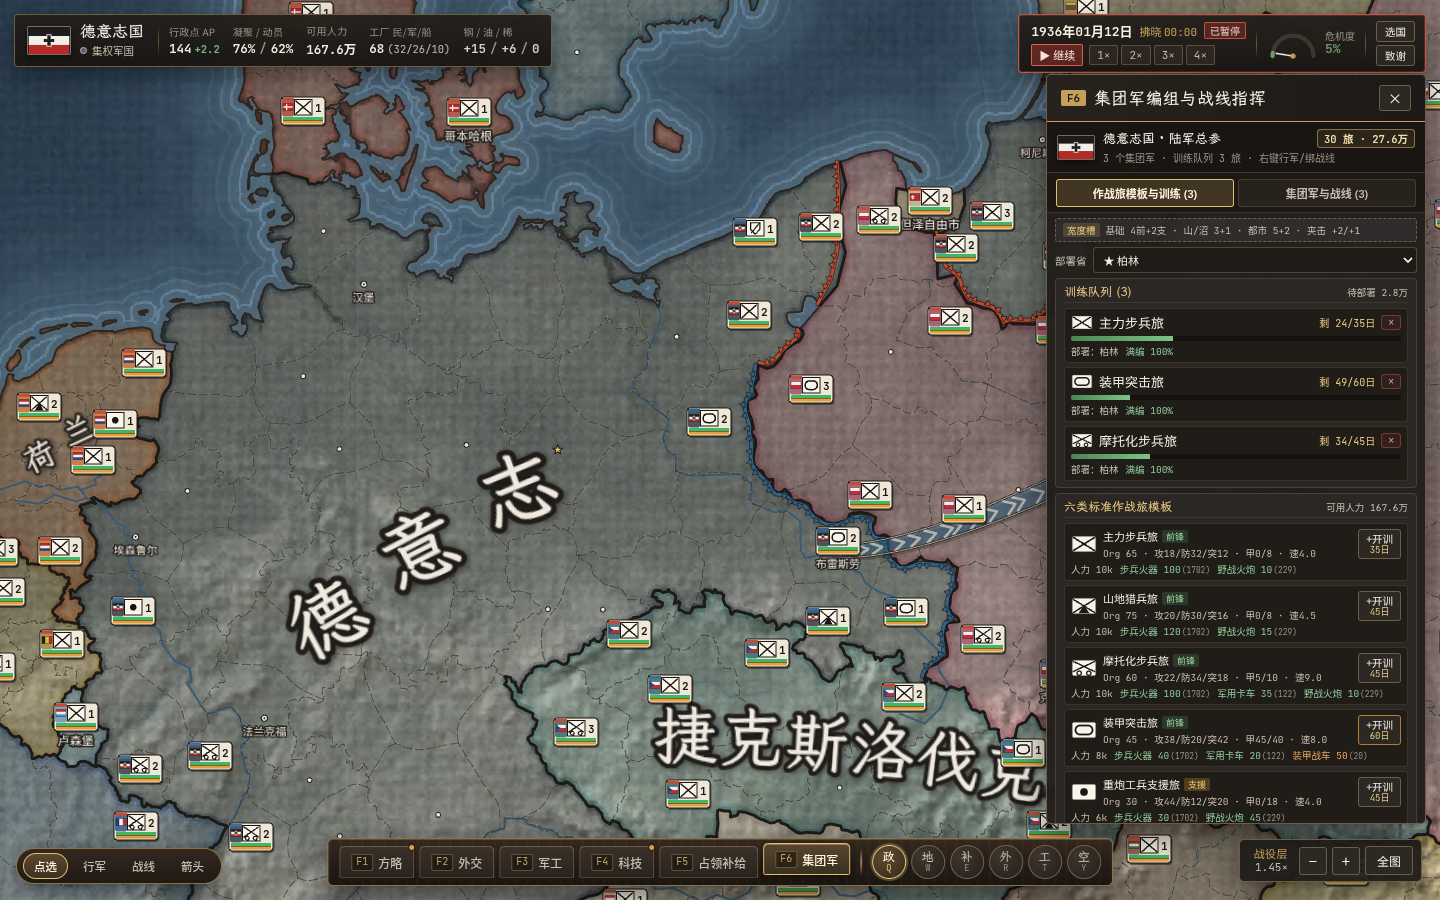 德意志国
集权军国
行政点 AP
144 +2.2
凝聚 / 动员
76% / 62%
可用人力
167.6万
工厂 民/军/船
68 (32/26/10)
钢 / 油 / 稀
+15 / +6 / 0
1936年01月12日 拂晓 00:00 已暂停
▶ 继续 1× 2× 3× 4×
危机度
5%
选国
致谢
F6 集团军编组与战线指挥 ×
德意志国 · 陆军总参 30 旅 · 27.6万
3 个集团军 · 训练队列 3 旅 · 右键行军/绑战线
作战旅模板与训练 (3) 集团军与战线 (3)
宽度槽 基础 4前+2支 · 山/沼 3+1 · 都市 5+2 · 夹击 +2/+1
部署省 ★ 柏林
训练队列 (3) 待部署 2.8万
主力步兵旅 剩 24/35日 ×
部署: 柏林 满编 100%
装甲突击旅 剩 49/60日 ×
部署: 柏林 满编 100%
摩托化步兵旅 剩 34/45日 ×
部署: 柏林 满编 100%
六类标准作战旅模板 可用人力 167.6万
主力步兵旅 前锋 +开训 35日
Org 65 · 攻18/防32/突12 · 甲0/8 · 速4.0
人力 10k 步兵火器 100(1702) 野战火炮 10(229)
山地猎兵旅 前锋 +开训 45日
Org 75 · 攻20/防30/突16 · 甲0/8 · 速4.5
人力 10k 步兵火器 120(1702) 野战火炮 15(229)
摩托化步兵旅 前锋 +开训 45日
Org 60 · 攻22/防34/突18 · 甲5/10 · 速9.0
人力 10k 步兵火器 100(1702) 军用卡车 35(122) 野战火炮 10(229)
装甲突击旅 前锋 +开训 60日
Org 45 · 攻38/防20/突42 · 甲45/40 · 速8.0
人力 8k 步兵火器 40(1702) 军用卡车 20(122) 装甲战车 50(20)
重炮工兵支援旅 支援 +开训 45日
Org 30 · 攻44/防12/突20 · 甲0/18 · 速4.0
人力 6k 步兵火器 30(1702) 野战火炮 45(229)
哥本哈根
但泽自由市
汉堡
荷兰
埃森鲁尔
德意志
布雷斯劳
卢森堡
法兰克福
捷克斯洛伐克
点选 行军 战线 箭头
F1 方略 F2 外交 F3 军工 F4 科技 F5 占领补给 F6 集团军
政 Q 地 W 补 E 外 R 工 T 空 Y
战役层
1.45×
− + 全图